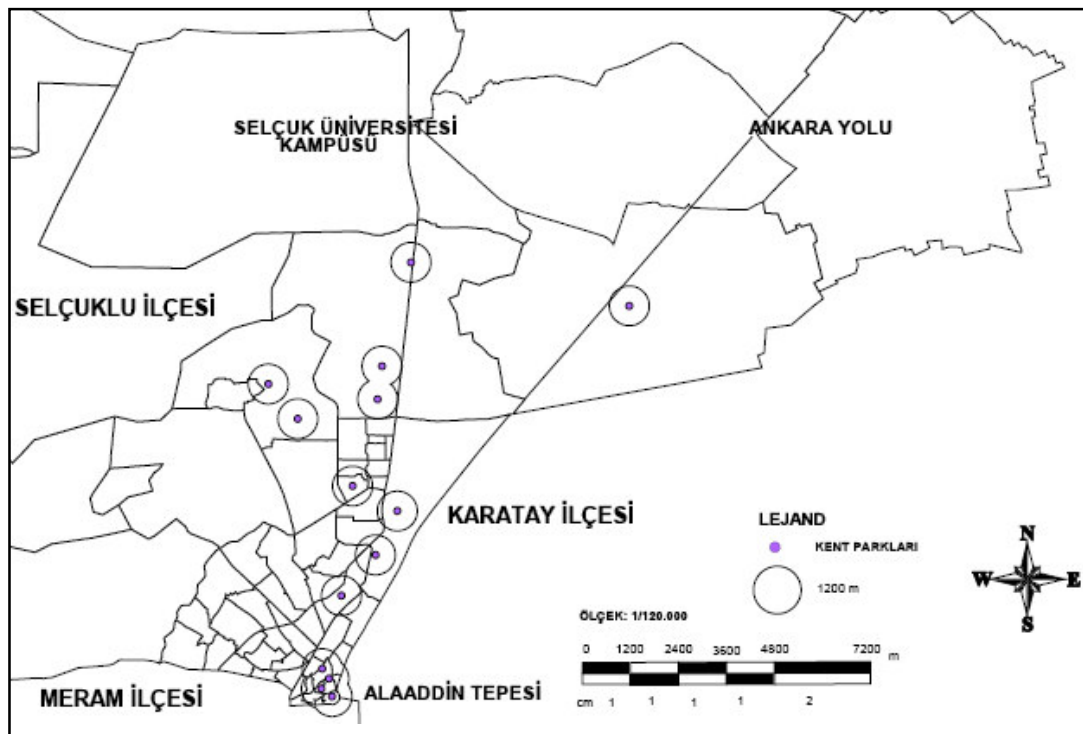 SELÇUK ÜNİVERSİTESİ
KAMPÜSÜ
ANKARA YOLU
SELÇUKLU İLÇESİ
KARATAY İLÇESİ
LEJAND
KENT PARKLARI
1200 m
N
W E
S
ÖLÇEK: 1/120.000
0 1200 2400 3600 4800 7200 m
cm 1 1 1 1 2
MERAM İLÇESİ
ALAADDİN TEPESİ